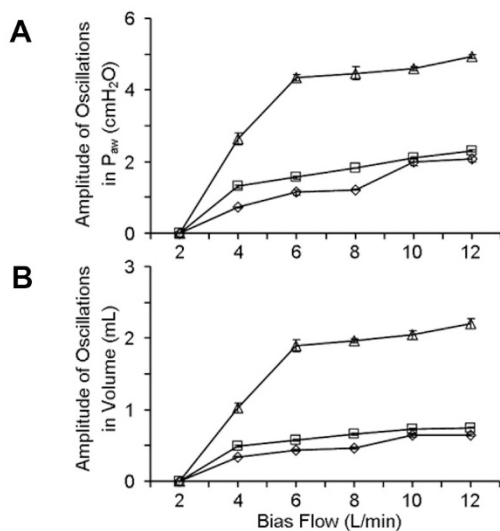 A
Amplitude of Oscillations
in Paw (cmH2O)
6
4
2
0
2 4 6 8 10 12
B
Amplitude of Oscillations
in Volume (mL)
3
2
1
0
2 4 6 8 10 12
Bias Flow (L/min)